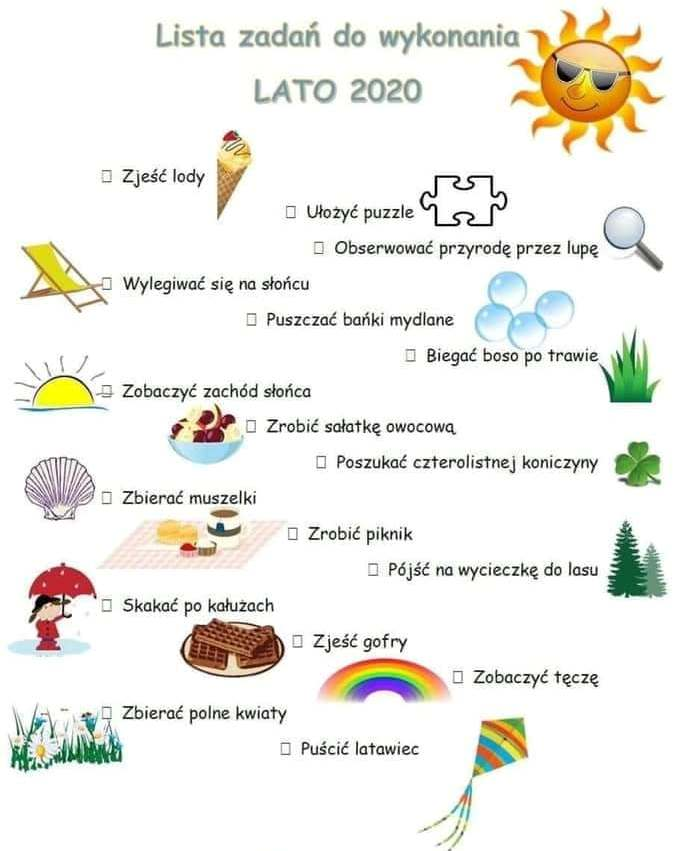 Lista zadań do wykonania
LATO 2020
Zjeść lody
Ułożyć puzzle
Obserwować przyrodę przez lupę
Wylegiwać się na słońcu
Puszczać bańki mydlane
Biegać boso po trawie
Zobaczyć zachód słońca
Zrobić sałatkę owocową
Poszukać czterolistnej koniczyny
Zbierać muszelki
Zrobić piknik
Pójść na wycieczkę do lasu
Skakać po kałużach
Zjeść gofry
Zobaczyć tęczę
Zbierać polne kwiaty
Puścić latawiec